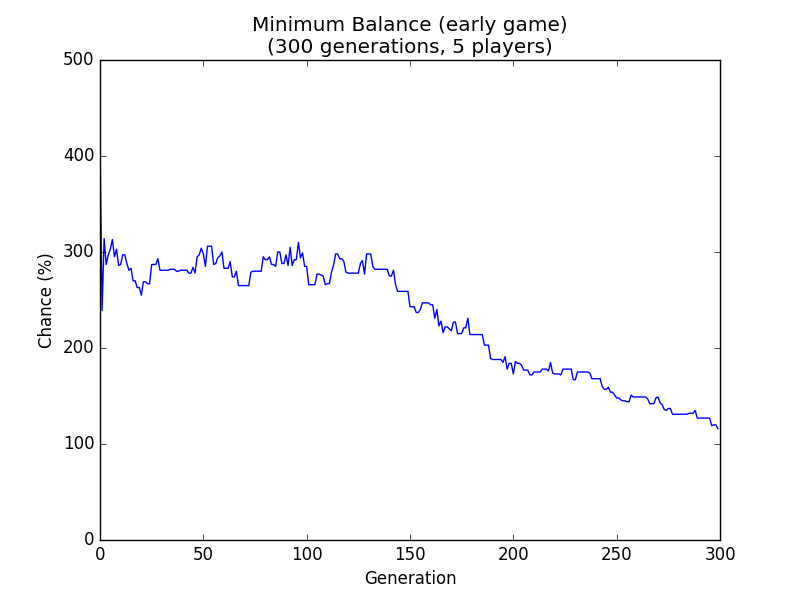 Minimum Balance (early game)
(300 generations, 5 players)
500
400
300
200
100
0
Chance (%)
0 50 100 150 200 250 300
Generation